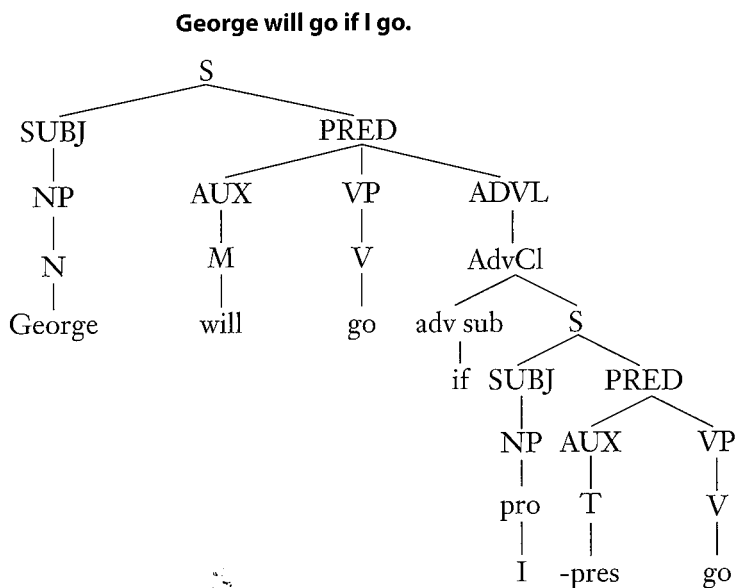 George will go if I go.
S
SUBJ PRED
NP AUX VP ADVL
N M V AdvCl
George will go adv sub S
if SUBJ PRED
NP AUX VP
pro T V
I -pres go